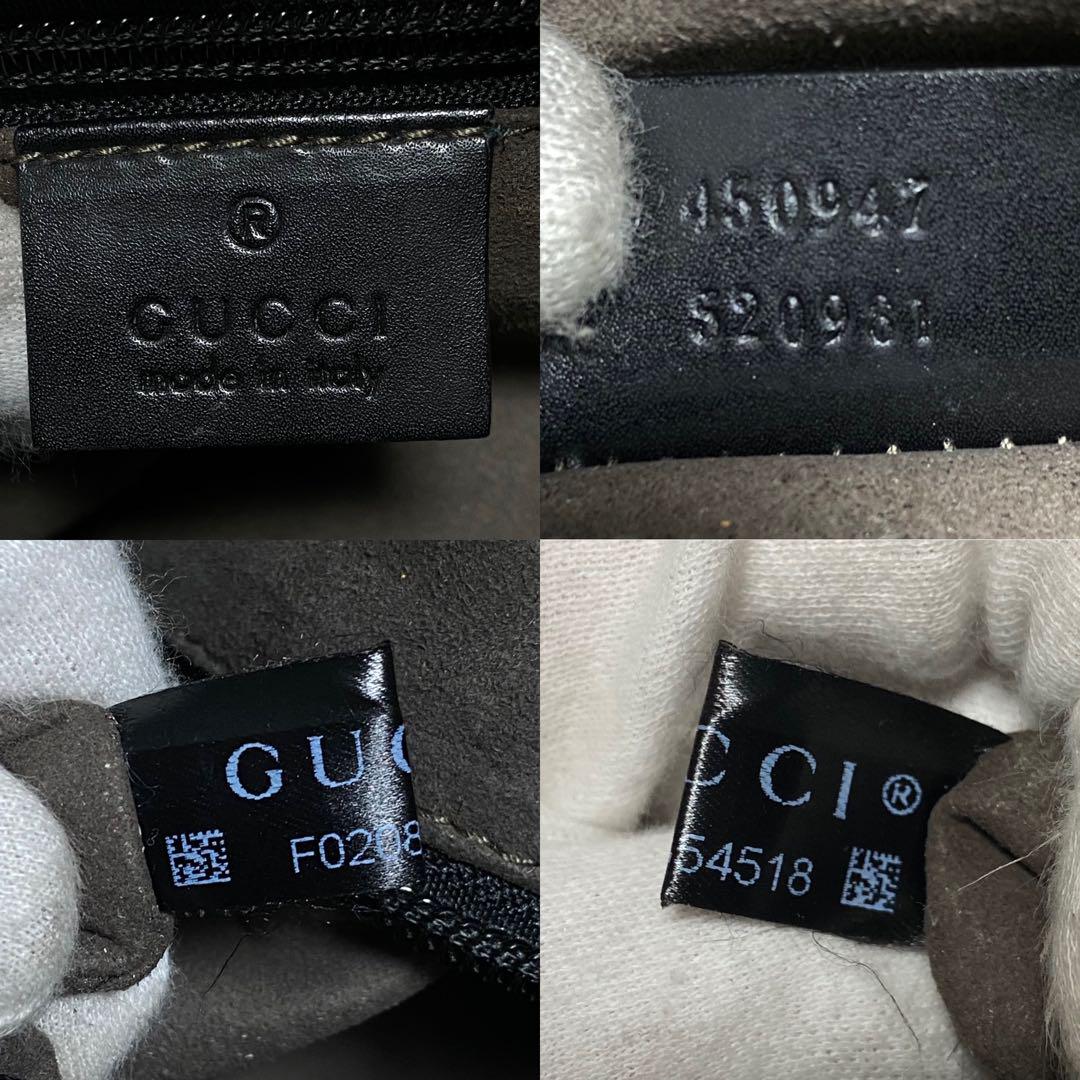 ®
GUCCI
made in italy
450947
520981
GUC
F0208
CCI®
54518